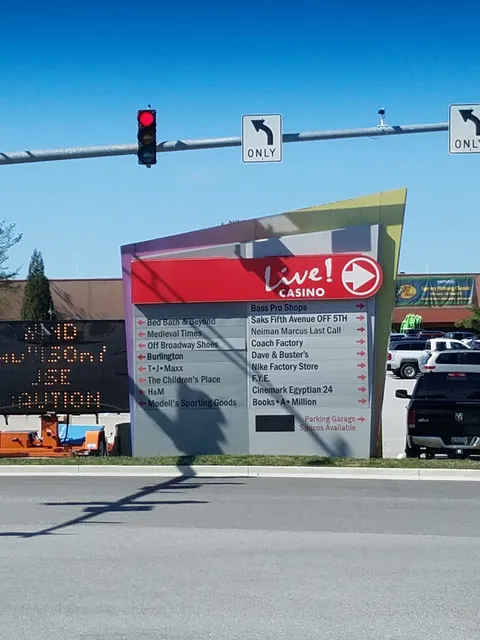 ONLY
ONLY
Live!
CASINO
Bed Bath & Beyond
Medieval Times
Off Broadway Shoes
Burlington
T•J•Maxx
The Children's Place
H&M
Modell's Sporting Goods
Bass Pro Shops
Saks Fifth Avenue OFF 5TH
Neiman Marcus Last Call
Coach Factory
Dave & Buster's
Nike Factory Store
F.Y.E.
Cinemark Egyptian 24
Books•A•Million
Parking Garage
Spaces Available